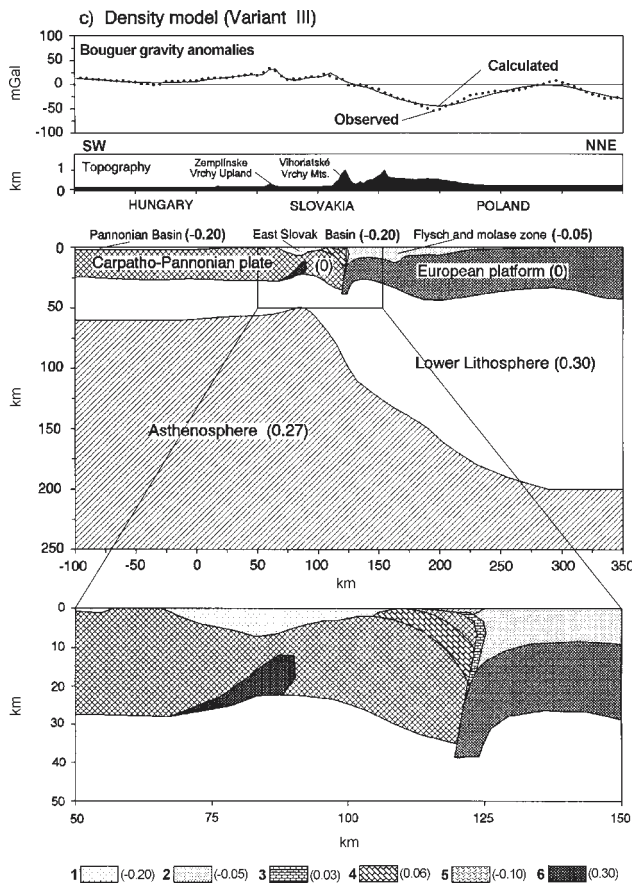 c) Density model (Variant III)
100
50
0
-50
-100
mGal
Bouguer gravity anomalies
Calculated
Observed
SW
NNE
km
1
0
Topography
Zemplínske
Vrchy Upland
Vihorlatské
Vrchy Mts.
HUNGARY
SLOVAKIA
POLAND
Pannonian Basin (-0.20)
East Slovak Basin (-0.20)
Flysch and molase zone (-0.05)
Carpatho-Pannonian plate
(0)
European platform (0)
Lower Lithosphere (0.30)
Asthenosphere (0.27)
0
50
100
150
200
250
km
-100 -50 0 50 100 150 200 250 300 350
km
0
10
20
30
40
50
km
50 75 100 125 150
km
1 (-0.20) 2 (-0.05) 3 (0.03) 4 (0.06) 5 (-0.10) 6 (0.30)